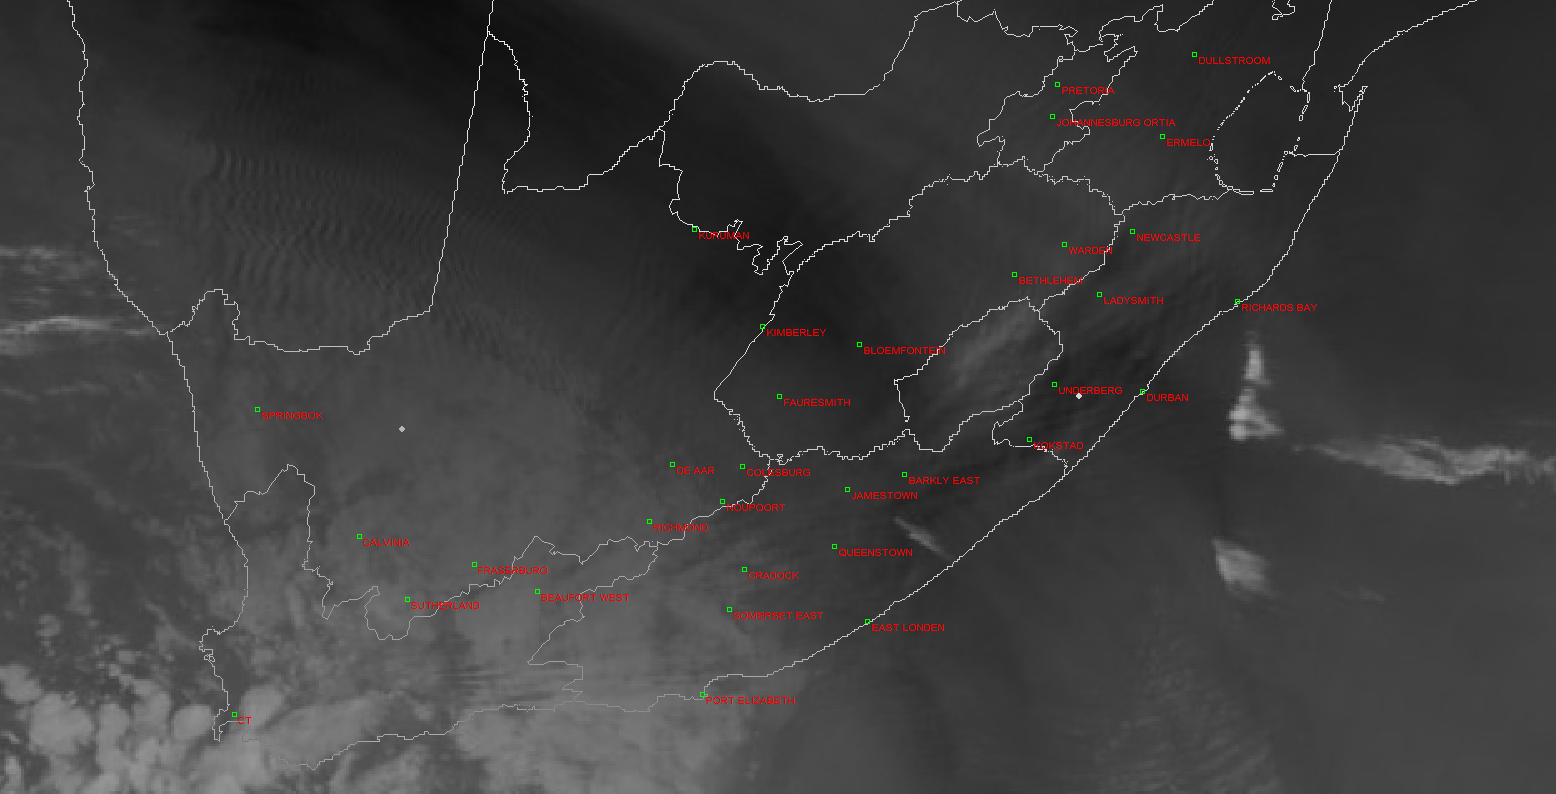 DULLSTROOM
PRETORIA
JOHANNESBURG ORTIA
ERMELO
KURUMAN
NEWCASTLE
WARDEN
BETHLEHEM
LADYSMITH
RICHARDS BAY
KIMBERLEY
BLOEMFONTEIN
UNDERBERG
DURBAN
FAURESMITH
SPRINGBOK
KOKSTAD
DE AAR
COLESBURG
BARKLY EAST
JAMESTOWN
NOUPOORT
RICHMOND
CALVINIA
QUEENSTOWN
FRASERBURG
CRADOCK
SUTHERLAND
BEAUFORT WEST
SOMERSET EAST
EAST LONDEN
PORT ELIZABETH
CT